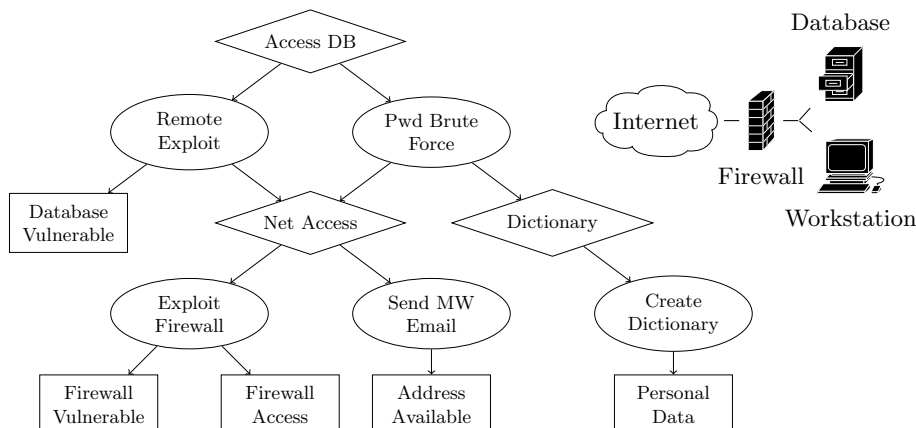 Access DB
Database
Remote
Exploit
Pwd Brute
Force
Internet
Firewall
Workstation
Database
Vulnerable
Net Access
Dictionary
Exploit
Firewall
Send MW
Email
Create
Dictionary
Firewall
Vulnerable
Firewall
Access
Address
Available
Personal
Data